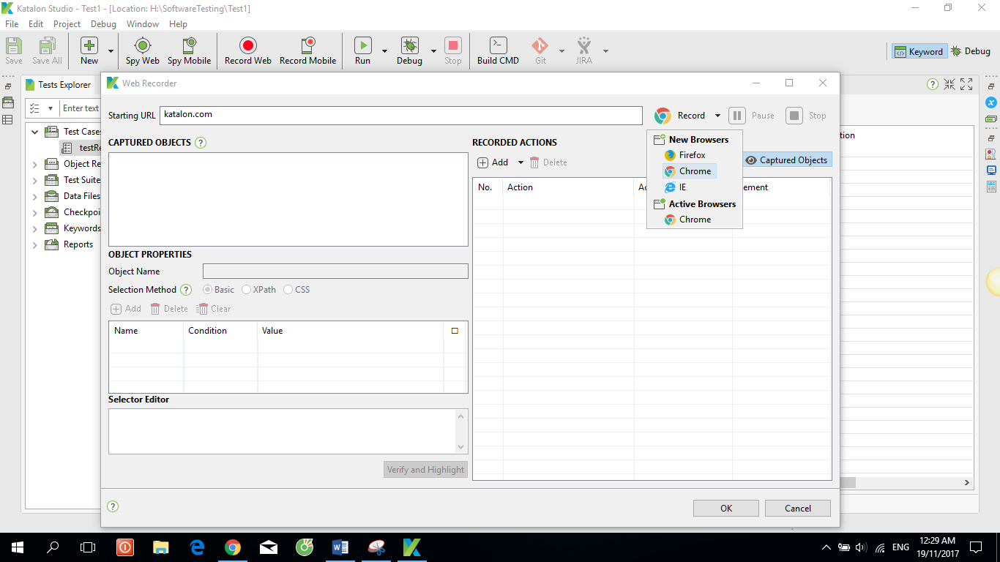 Katalon Studio - Test1 - [Location: H:\SoftwareTesting\Test1]
File Edit Project Debug Window Help
Save Save All New Spy Web Spy Mobile Record Web Record Mobile Run Debug Stop Build CMD Git JIRA Keyword Debug
Tests Explorer
Enter text
Test Cases
testRe
Object Re
Test Suite
Data Files
Checkpoi
Keywords
Reports
Web Recorder
Starting URL katalon.com Record Pause Stop
CAPTURED OBJECTS ?
RECORDED ACTIONS
Add Delete Captured Objects
No. Action Ac ement
New Browsers
Firefox
Chrome
IE
Active Browsers
Chrome
OBJECT PROPERTIES
Object Name
Selection Method ? Basic XPath CSS
Add Delete Clear
Name Condition Value
Selector Editor
Verify and Highlight
? OK Cancel
?
tion
ENG
12:29 AM
19/11/2017